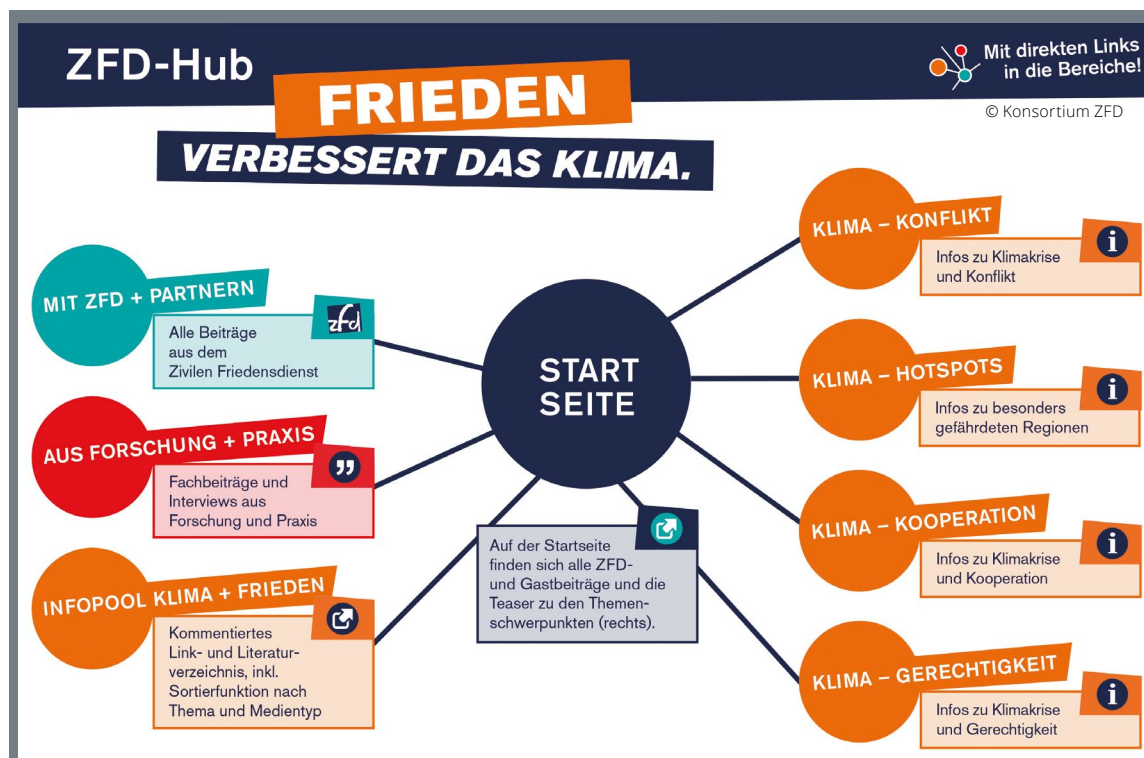 ZFD-Hub
FRIEDEN
VERBESSERT DAS KLIMA.
Mit direkten Links
in die Bereiche!
© Konsortium ZFD
MIT ZFD + PARTNERN
zfd
Alle Beiträge
aus dem
Zivilen Friedensdienst
AUS FORSCHUNG + PRAXIS
Fachbeiträge und
Interviews aus
Forschung und Praxis
INFOPOOL KLIMA + FRIEDEN
Kommentiertes
Link- und Literatur-
verzeichnis, inkl.
Sortierfunktion nach
Thema und Medientyp
START
SEITE
Auf der Startseite
finden sich alle ZFD-
und Gastbeiträge und die
Teaser zu den Themen-
schwerpunkten (rechts).
KLIMA – KONFLIKT
i
Infos zu Klimakrise
und Konflikt
KLIMA – HOTSPOTS
i
Infos zu besonders
gefährdeten Regionen
KLIMA – KOOPERATION
i
Infos zu Klimakrise
und Kooperation
KLIMA – GERECHTIGKEIT
i
Infos zu Klimakrise
und Gerechtigkeit